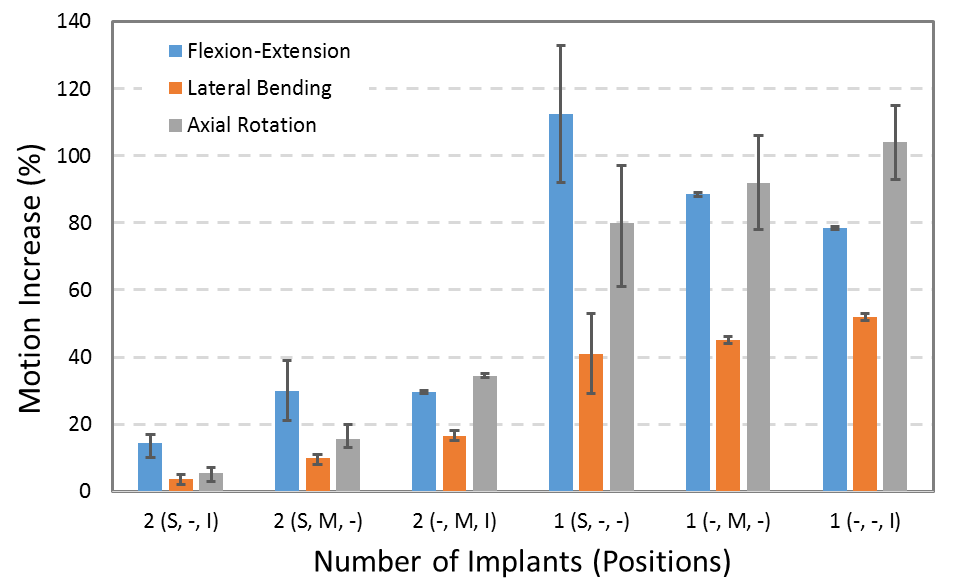 140
120
100
80
60
40
20
0
Motion Increase (%)
Flexion-Extension
Lateral Bending
Axial Rotation
2 (S, -, I) 2 (S, M, -) 2 (-, M, I) 1 (S, -, -) 1 (-, M, -) 1 (-, -, I)
Number of Implants (Positions)